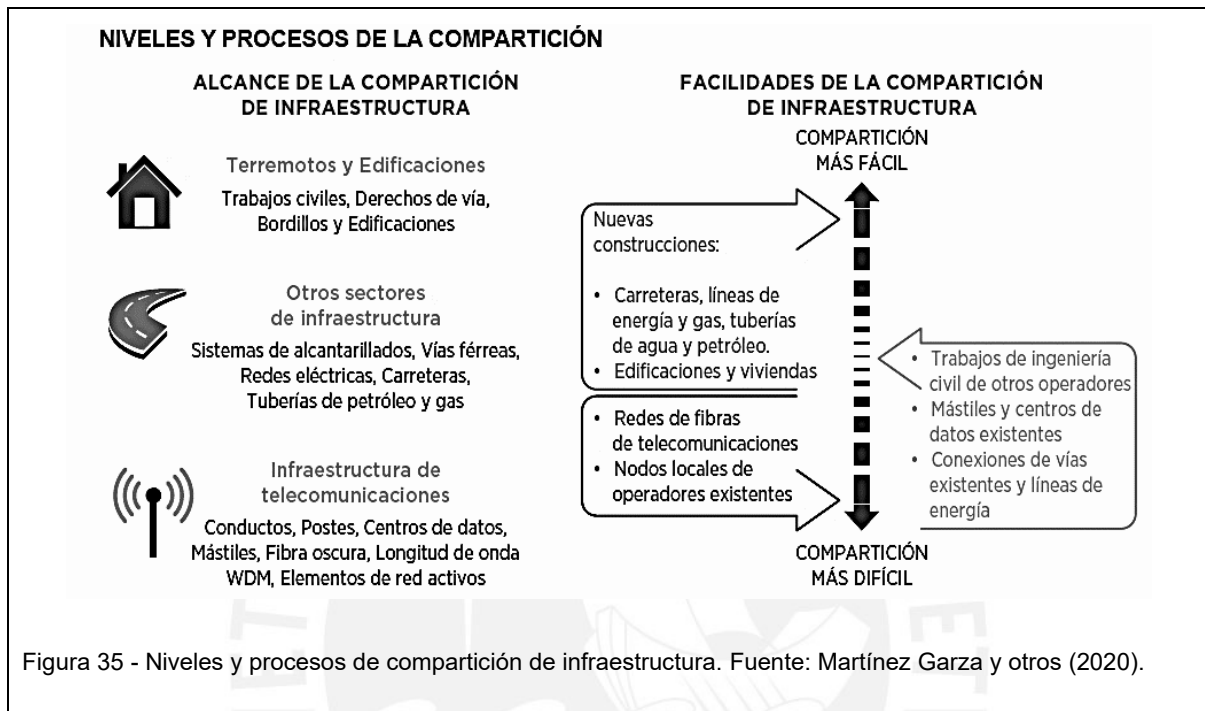 NIVELES Y PROCESOS DE LA COMPARTICIÓN
ALCANCE DE LA COMPARTICIÓN
DE INFRAESTRUCTURA
Terremotos y Edificaciones
Trabajos civiles, Derechos de vía,
Bordillos y Edificaciones
Otros sectores
de infraestructura
Sistemas de alcantarillados, Vías férreas,
Redes eléctricas, Carreteras,
Tuberías de petróleo y gas
Infraestructura de
telecomunicaciones
Conductos, Postes, Centros de datos,
Mástiles, Fibra oscura, Longitud de onda
WDM, Elementos de red activos
FACILIDADES DE LA COMPARTICIÓN
DE INFRAESTRUCTURA
COMPARTICIÓN
MÁS FÁCIL
Nuevas
construcciones:
• Carreteras, líneas de
energía y gas, tuberías
de agua y petróleo.
• Edificaciones y viviendas
• Redes de fibras
de telecomunicaciones
• Nodos locales de
operadores existentes
• Trabajos de ingeniería
civil de otros operadores
• Mástiles y centros de
datos existentes
• Conexiones de vías
existentes y líneas de
energía
COMPARTICIÓN
MÁS DIFÍCIL
Figura 35 - Niveles y procesos de compartición de infraestructura. Fuente: Martínez Garza y otros (2020).